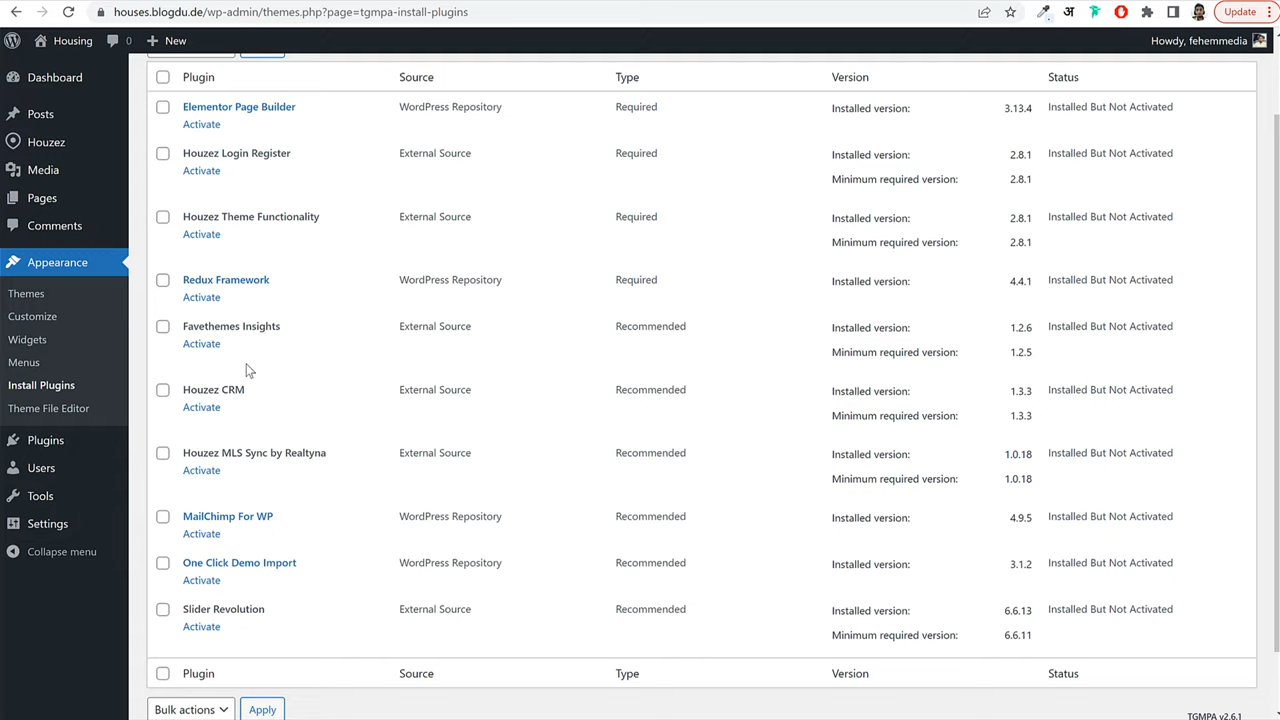 houses.blogdu.de/wp-admin/themes.php?page=tgmpa-install-plugins
अ
Update
Housing
0
New
Howdy, fehemmedia
Dashboard
Posts
Houzez
Media
Pages
Comments
Appearance
Themes
Customize
Widgets
Menus
Install Plugins
Theme File Editor
Plugins
Users
Tools
Settings
Collapse menu
Plugin Source Type Version Status
Elementor Page Builder WordPress Repository Required Installed version: 3.13.4 Installed But Not Activated
Activate
Houzez Login Register External Source Required Installed version: 2.8.1 Installed But Not Activated
Activate Minimum required version: 2.8.1
Houzez Theme Functionality External Source Required Installed version: 2.8.1 Installed But Not Activated
Activate Minimum required version: 2.8.1
Redux Framework WordPress Repository Required Installed version: 4.4.1 Installed But Not Activated
Activate
Favethemes Insights External Source Recommended Installed version: 1.2.6 Installed But Not Activated
Activate Minimum required version: 1.2.5
Houzez CRM External Source Recommended Installed version: 1.3.3 Installed But Not Activated
Activate Minimum required version: 1.3.3
Houzez MLS Sync by Realtyna External Source Recommended Installed version: 1.0.18 Installed But Not Activated
Activate Minimum required version: 1.0.18
MailChimp For WP WordPress Repository Recommended Installed version: 4.9.5 Installed But Not Activated
Activate
One Click Demo Import WordPress Repository Recommended Installed version: 3.1.2 Installed But Not Activated
Activate
Slider Revolution External Source Recommended Installed version: 6.6.13 Installed But Not Activated
Activate Minimum required version: 6.6.11
Plugin Source Type Version Status
Bulk actions Apply
TGMPA v2.6.1